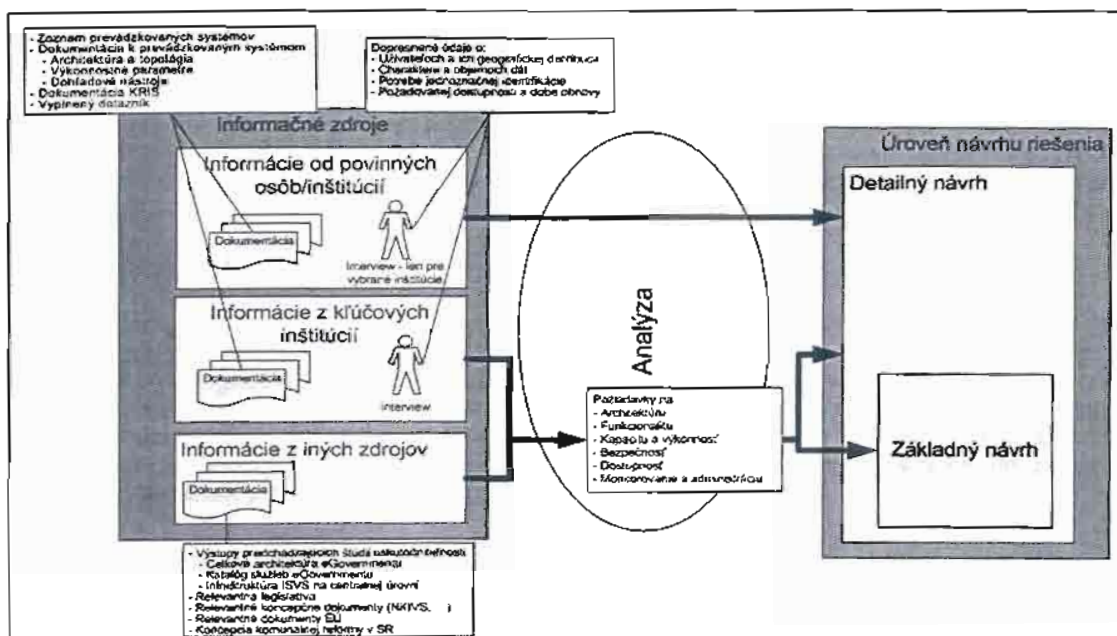 - Zoznam prevádzkovaných systémov
- Dokumentácia k prevádzkovaným systémom
- Architektúra a topológia
- Výkonnostné parametre
- Dohľadové nástroje
- Dokumentácia KRIS
- Vyplnený dotazník
Dopresnené údaje o:
- Užívateľoch a ich geografickej distribúcii
- Charaktere a objemoch dát
- Potrebe jednoznačnej identifikácie
- Požadovanej dostupnosti a dobe obnovy
Informačné zdroje
Informácie od povinných
osôb/inštitúcií
Dokumentácia
Interview - len pre
vybrané inštitúcie
Informácie z kľúčových
inštitúcií
Dokumentácia
Interview
Informácie z iných zdrojov
Dokumentácia
- Výstupy predchádzajúcich štúdií uskutočniteľnosti
- Celková architektúra eGovernmentu
- Katalóg služieb eGovernmentu
- Infraštruktúra ISVS na centrálnej úrovni
- Relevantná legislatíva
- Relevantné koncepčné dokumenty (NKIVS, )
- Relevantné dokumenty EÚ
- Koncepcia komunálnej reformy v SR
Analýza
Požiadavky na
- Architektúru
- Funkcionalitu
- Kapacitu a výkonnosť
- Bezpečnosť
- Dostupnosť
- Monitorovanie a administráciu
Úroveň návrhu riešenia
Detailný návrh
Základný návrh